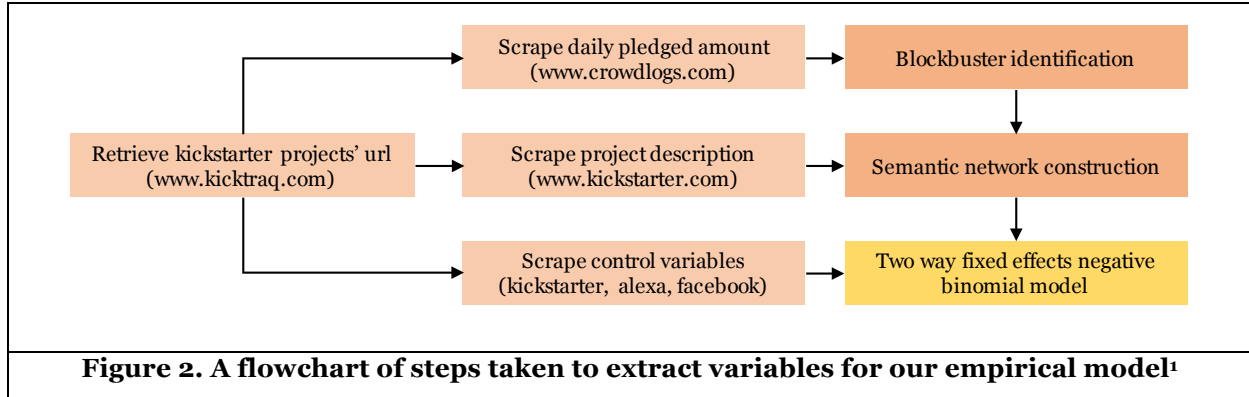 Scrape daily pledged amount
(www.crowdlogs.com)
Blockbuster identification
Retrieve kickstarter projects’ url
(www.kicktraq.com)
Scrape project description
(www.kickstarter.com)
Semantic network construction
Scrape control variables
(kickstarter, alexa, facebook)
Two way fixed effects negative
binomial model
Figure 2. A flowchart of steps taken to extract variables for our empirical model¹